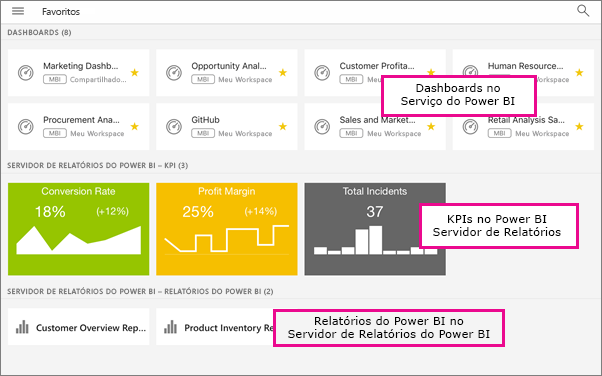 Favoritos
DASHBOARDS (8)
Marketing Dashb...
MBI Compartilhado...
Opportunity Anal...
MBI Meu Workspace
Customer Profita...
MBI Meu Workspace
Human Resource...
MBI Meu Workspace
Dashboards no
Serviço do Power BI
Procurement Ana...
MBI Meu Workspace
GitHub
MBI Meu Workspace
Sales and Market...
MBI Meu Workspace
Retail Analysis Sa...
MBI Meu Workspace
SERVIDOR DE RELATÓRIOS DO POWER BI – KPI (3)
Conversion Rate
18% (+12%)
Profit Margin
25% (+14%)
Total Incidents
37
KPIs no Power BI
Servidor de Relatórios
SERVIDOR DE RELATÓRIOS DO POWER BI – RELATÓRIOS DO POWER BI (2)
Customer Overview Rep...
Product Inventory Re
Relatórios do Power BI no
Servidor de Relatórios do Power BI